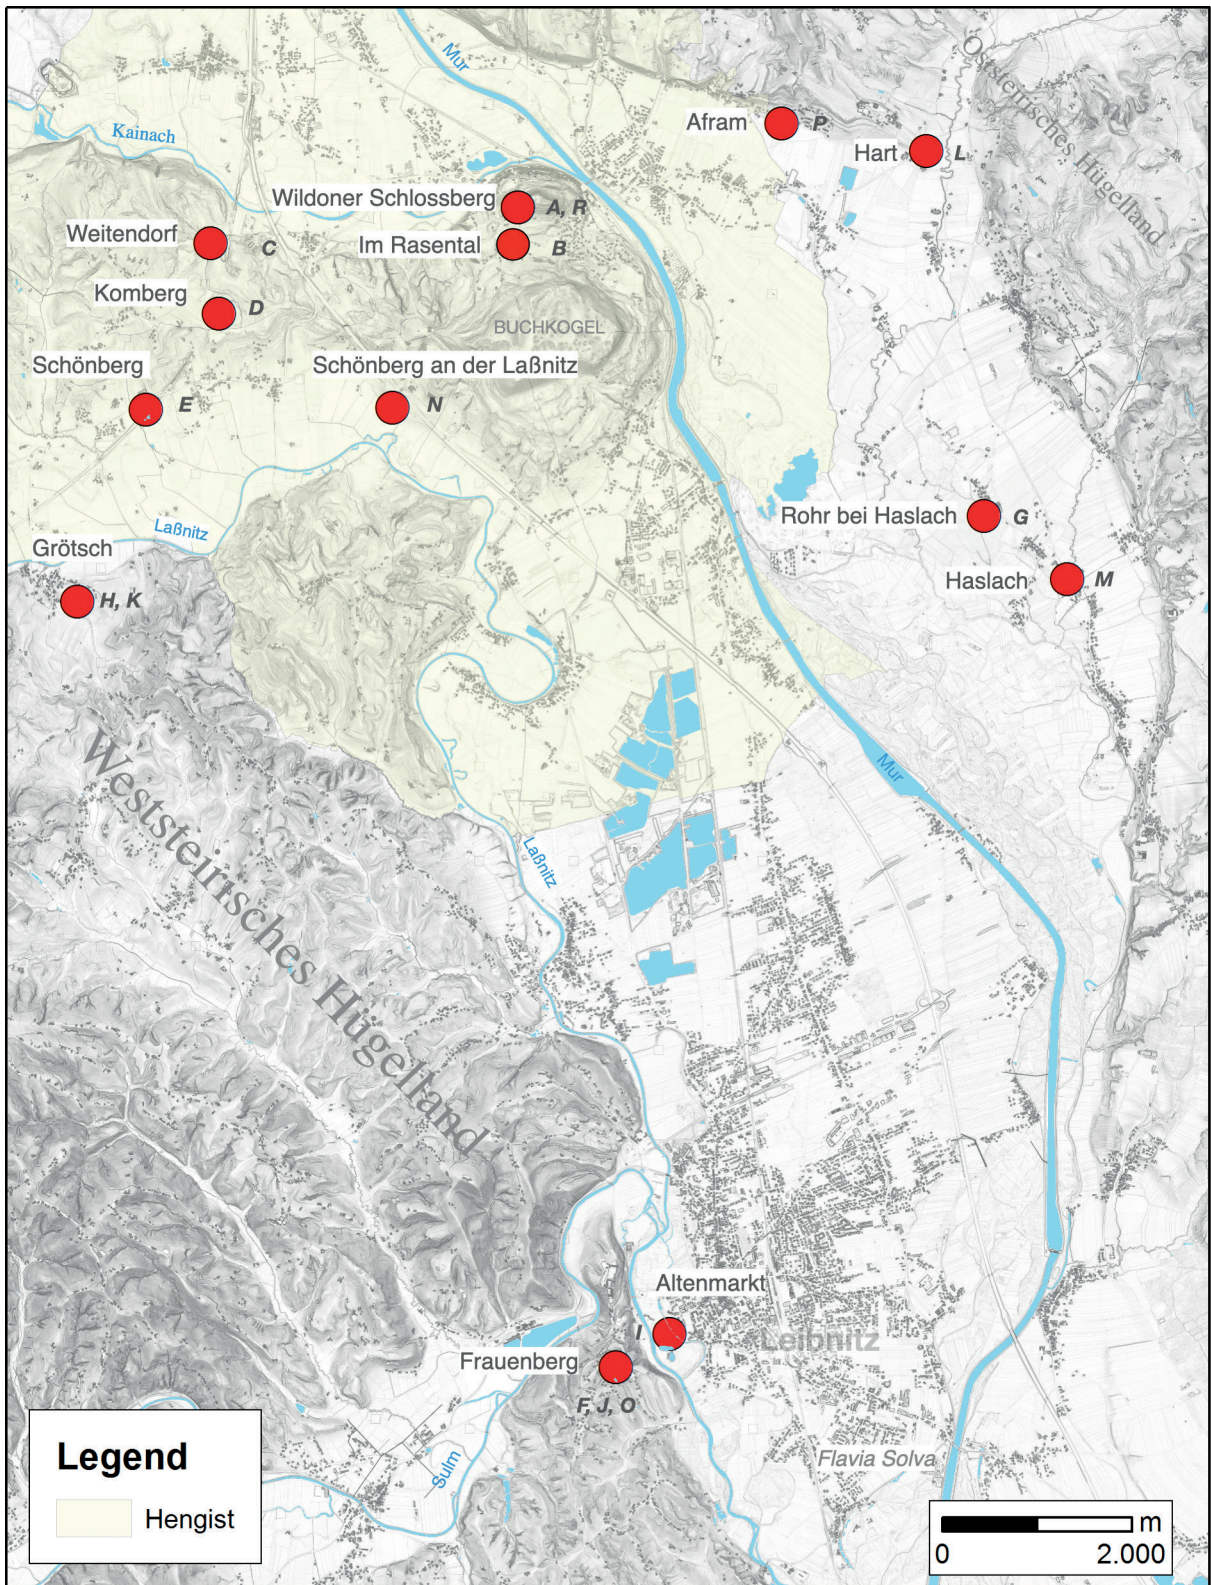 Mur
Oststeirisches Hügelland
Afram
P
Kainach
Hart
L
Wildoner Schlossberg
A, R
Weitendorf
C
Im Rasental
B
Komberg
D
BUCHKOGEL
Schönberg
E
Schönberg an der Laßnitz
N
Rohr bei Haslach
G
Laßnitz
Grötsch
H, K
Haslach
M
Weststeirisches Hügelland
Mur
Laßnitz
Altenmarkt
I
Leibnitz
Frauenberg
F, J, O
Sulm
Flavia Solva
Legend
Hengist
m
0
2.000